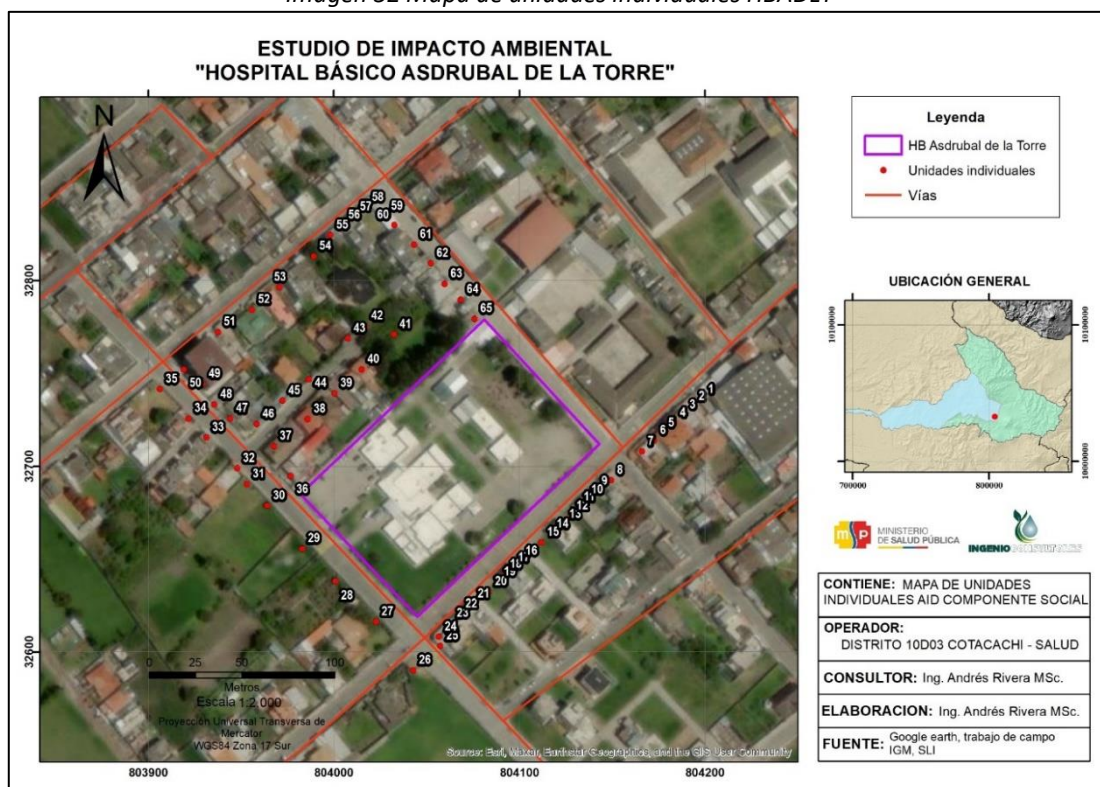 Imagen 32 Mapa de unidades individuales HBADLT
ESTUDIO DE IMPACTO AMBIENTAL
"HOSPITAL BÁSICO ASDRUBAL DE LA TORRE"
N
Leyenda
HB Asdrubal de la Torre
Unidades individuales
Vías
58
57 59
56 60
55 61
54 62
53 63
52 64
51 65
42
43 41
40
49
50 44 39
35 45
48 38
34 47 46
33 37
32
31 36
30
29
28
27
1
2
3
4
5
6
7
8
9
10
11
12
13
14
15
16
17
18
19
20
21
22
23
24
25
26
32800
32700
32600
803900 804000 804100 804200
0 25 50 100
Metros
Escala 1:2.000
Proyección Universal Transversa de
Mercator
WGS84 Zona 17 Sur
Source: Esri, Maxar, Earthstar Geographics, and the GIS User Community
UBICACIÓN GENERAL
10100000 10100000
10000000 10000000
700000 800000
MINISTERIO
DE SALUD PÚBLICA
INGENIO CONSULTORES
CONTIENE: MAPA DE UNIDADES
INDIVIDUALES AID COMPONENTE SOCIAL
OPERADOR:
DISTRITO 10D03 COTACACHI - SALUD
CONSULTOR: Ing. Andrés Rivera MSc.
ELABORACION: Ing. Andrés Rivera MSc.
FUENTE: Google earth, trabajo de campo
IGM, SLI